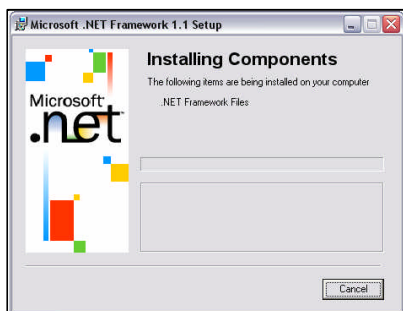 Microsoft .NET Framework 1.1 Setup
Installing Components
The following items are being installed on your computer
.NET Framework Files
Microsoft
.net
Cancel